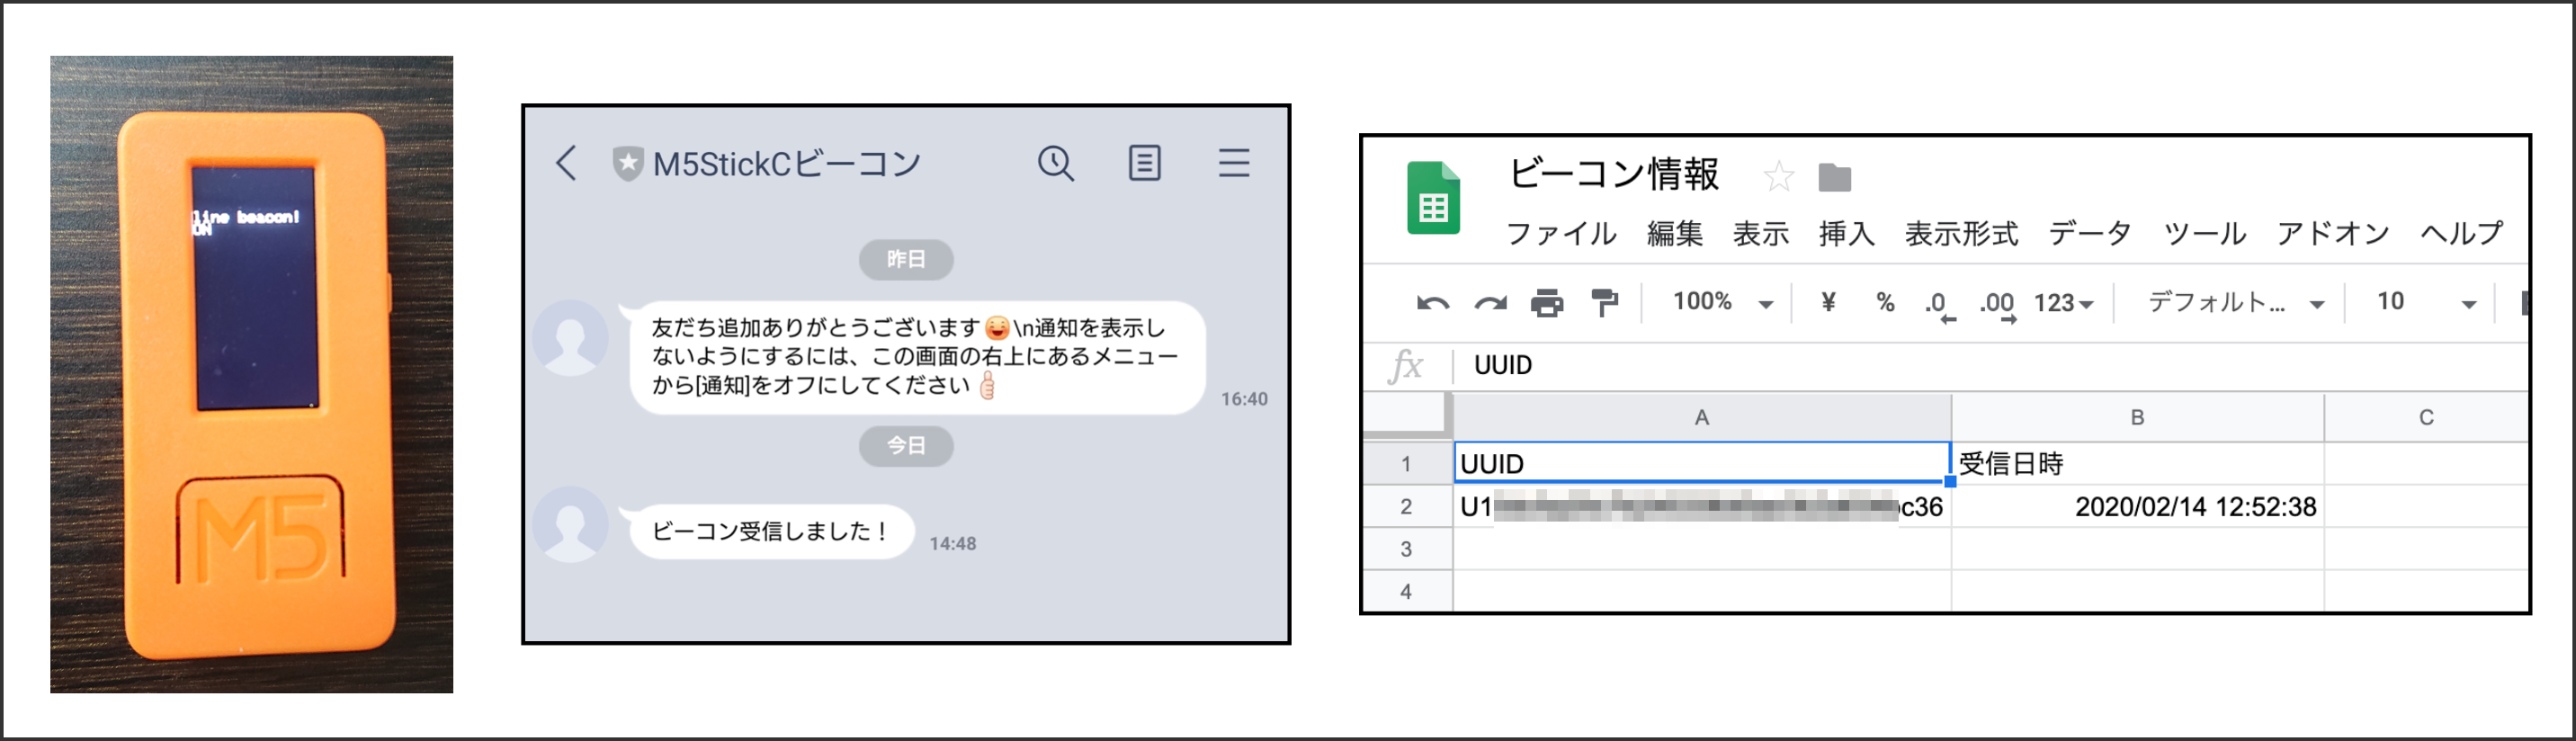 line beacon!
ON
M5
M5StickCビーコン
昨日
友だち追加ありがとうございます😆\n通知を表示し
ないようにするには、この画面の右上にあるメニュー
から[通知]をオフにしてください👍
16:40
今日
ビーコン受信しました！
14:48
ビーコン情報
ファイル 編集 表示 挿入 表示形式 データ ツール アドオン ヘルプ
100% ¥ % .0 .00 123 デフォルト... 10
fx UUID
A B C
1 UUID 受信日時
2 U1 c36 2020/02/14 12:52:38
3
4